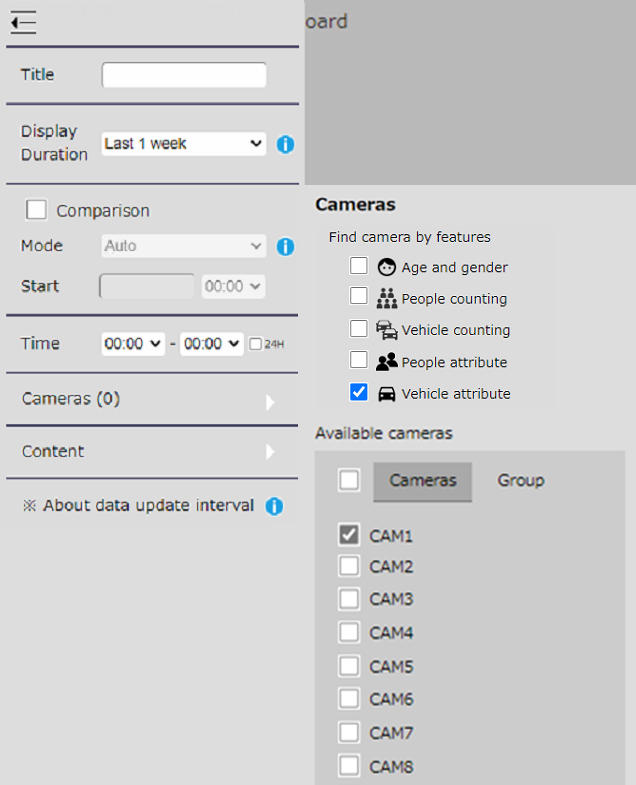 oard
Title
Display
Duration
Last 1 week
Comparison
Mode
Auto
Start
00:00
Time
00:00 - 00:00 24H
Cameras (0)
Content
※ About data update interval
Cameras
Find camera by features
Age and gender
People counting
Vehicle counting
People attribute
Vehicle attribute
Available cameras
Cameras Group
CAM1
CAM2
CAM3
CAM4
CAM5
CAM6
CAM7
CAM8